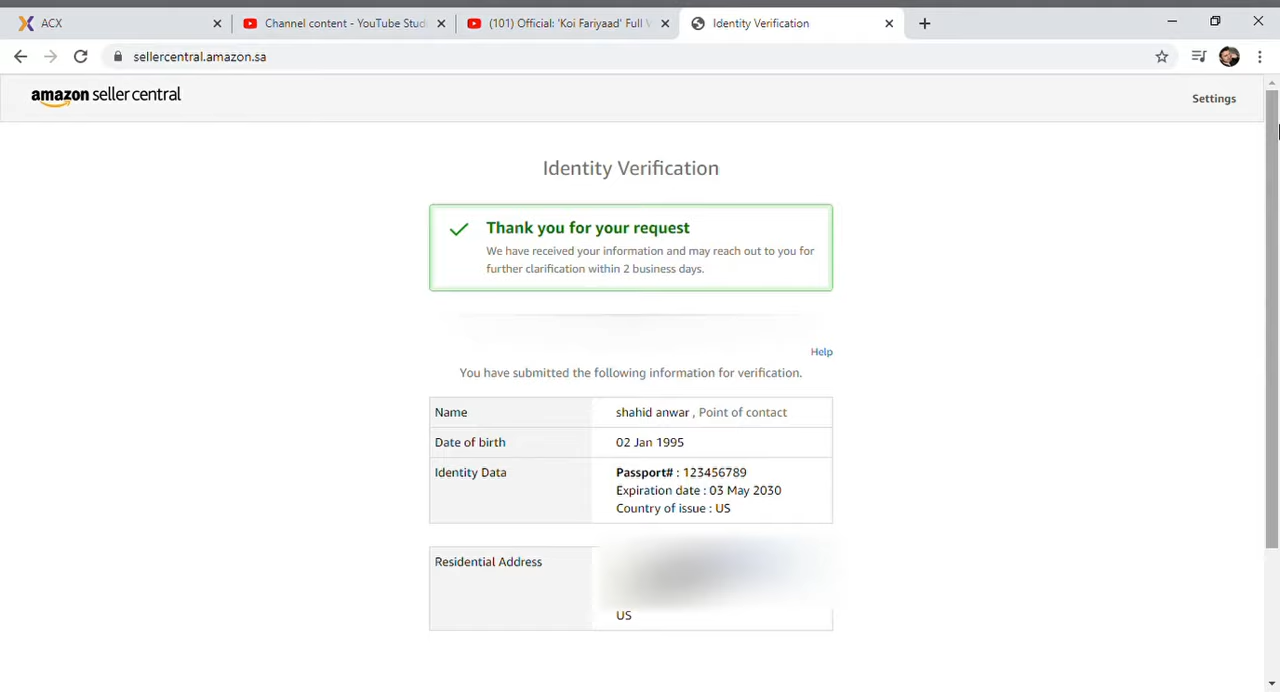 ACX
Channel content - YouTube Stud
(101) Official: 'Koi Fariyaad' Full V
Identity Verification
sellercentral.amazon.sa
amazon seller central
Settings
Identity Verification
Thank you for your request
We have received your information and may reach out to you for
further clarification within 2 business days.
Help
You have submitted the following information for verification.
Name shahid anwar , Point of contact
Date of birth 02 Jan 1995
Identity Data Passport# : 123456789
Expiration date : 03 May 2030
Country of issue : US
Residential Address
US